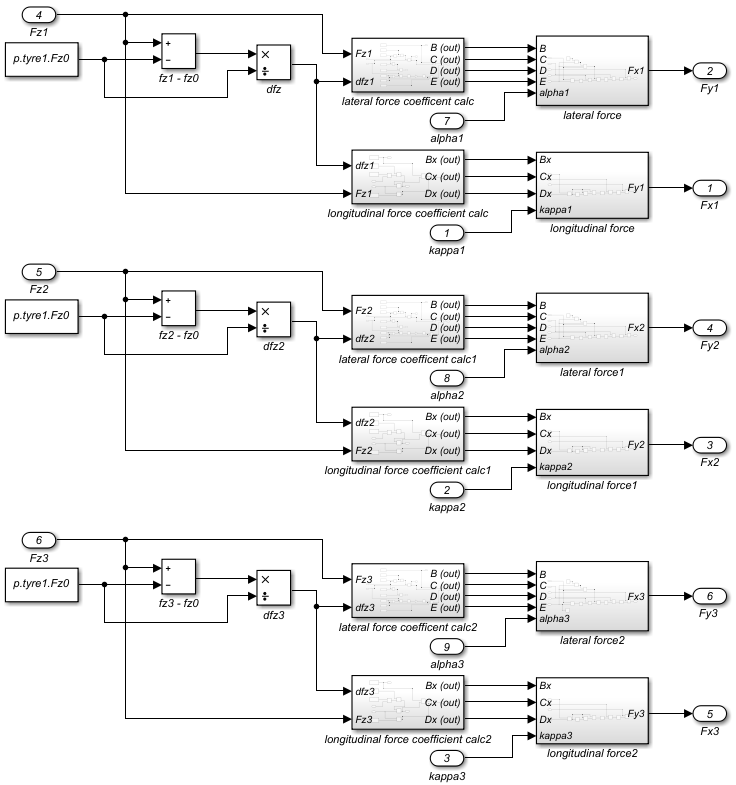 4
Fz1
p.tyre1.Fz0
+
−
fz1 - fz0
×
÷
dfz
Fz1
dfz1
B (out)
C (out)
D (out)
E (out)
lateral force coefficent calc
7
alpha1
B
C
D
E
alpha1
Fx1
lateral force
2
Fy1
dfz1
Fz1
Bx (out)
Cx (out)
Dx (out)
longitudinal force coefficient calc
1
kappa1
Bx
Cx
Dx
kappa1
Fy1
longitudinal force
1
Fx1
5
Fz2
p.tyre1.Fz0
+
−
fz2 - fz0
×
÷
dfz2
Fz2
dfz2
B (out)
C (out)
D (out)
E (out)
lateral force coefficent calc1
8
alpha2
B
C
D
E
alpha2
Fx2
lateral force1
4
Fy2
dfz2
Fz2
Bx (out)
Cx (out)
Dx (out)
longitudinal force coefficient calc1
2
kappa2
Bx
Cx
Dx
kappa2
Fy2
longitudinal force1
3
Fx2
6
Fz3
p.tyre1.Fz0
+
−
fz3 - fz0
×
÷
dfz3
Fz3
dfz3
B (out)
C (out)
D (out)
E (out)
lateral force coefficent calc2
9
alpha3
B
C
D
E
alpha3
Fx3
lateral force2
6
Fy3
dfz3
Fz3
Bx (out)
Cx (out)
Dx (out)
longitudinal force coefficient calc2
3
kappa3
Bx
Cx
Dx
kappa3
Fy3
longitudinal force2
5
Fx3